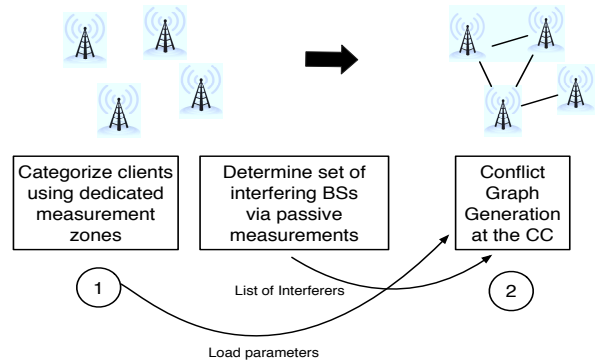 Categorize clients
using dedicated
measurement
zones
Determine set of
interfering BSs
via passive
measurements
Conflict
Graph
Generation
at the CC
1
List of Interferers
2
Load parameters